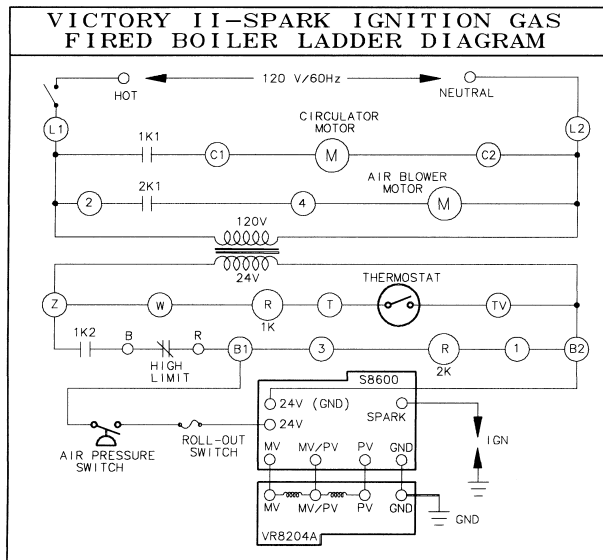 VICTORY II-SPARK IGNITION GAS
FIRED BOILER LADDER DIAGRAM
HOT
120 V/60Hz
NEUTRAL
L1
L2
CIRCULATOR
MOTOR
1K1
C1
M
C2
AIR BLOWER
MOTOR
2
2K1
4
M
120V
24V
THERMOSTAT
Z
W
R
T
TV
1K
1K2
B
R
B1
3
R
1
B2
HIGH
LIMIT
2K
S8600
24V (GND)
SPARK
24V
IGN
AIR PRESSURE
SWITCH
ROLL-OUT
SWITCH
MV
MV/PV
PV
GND
MV
MV/PV
PV
GND
GND
VR8204A